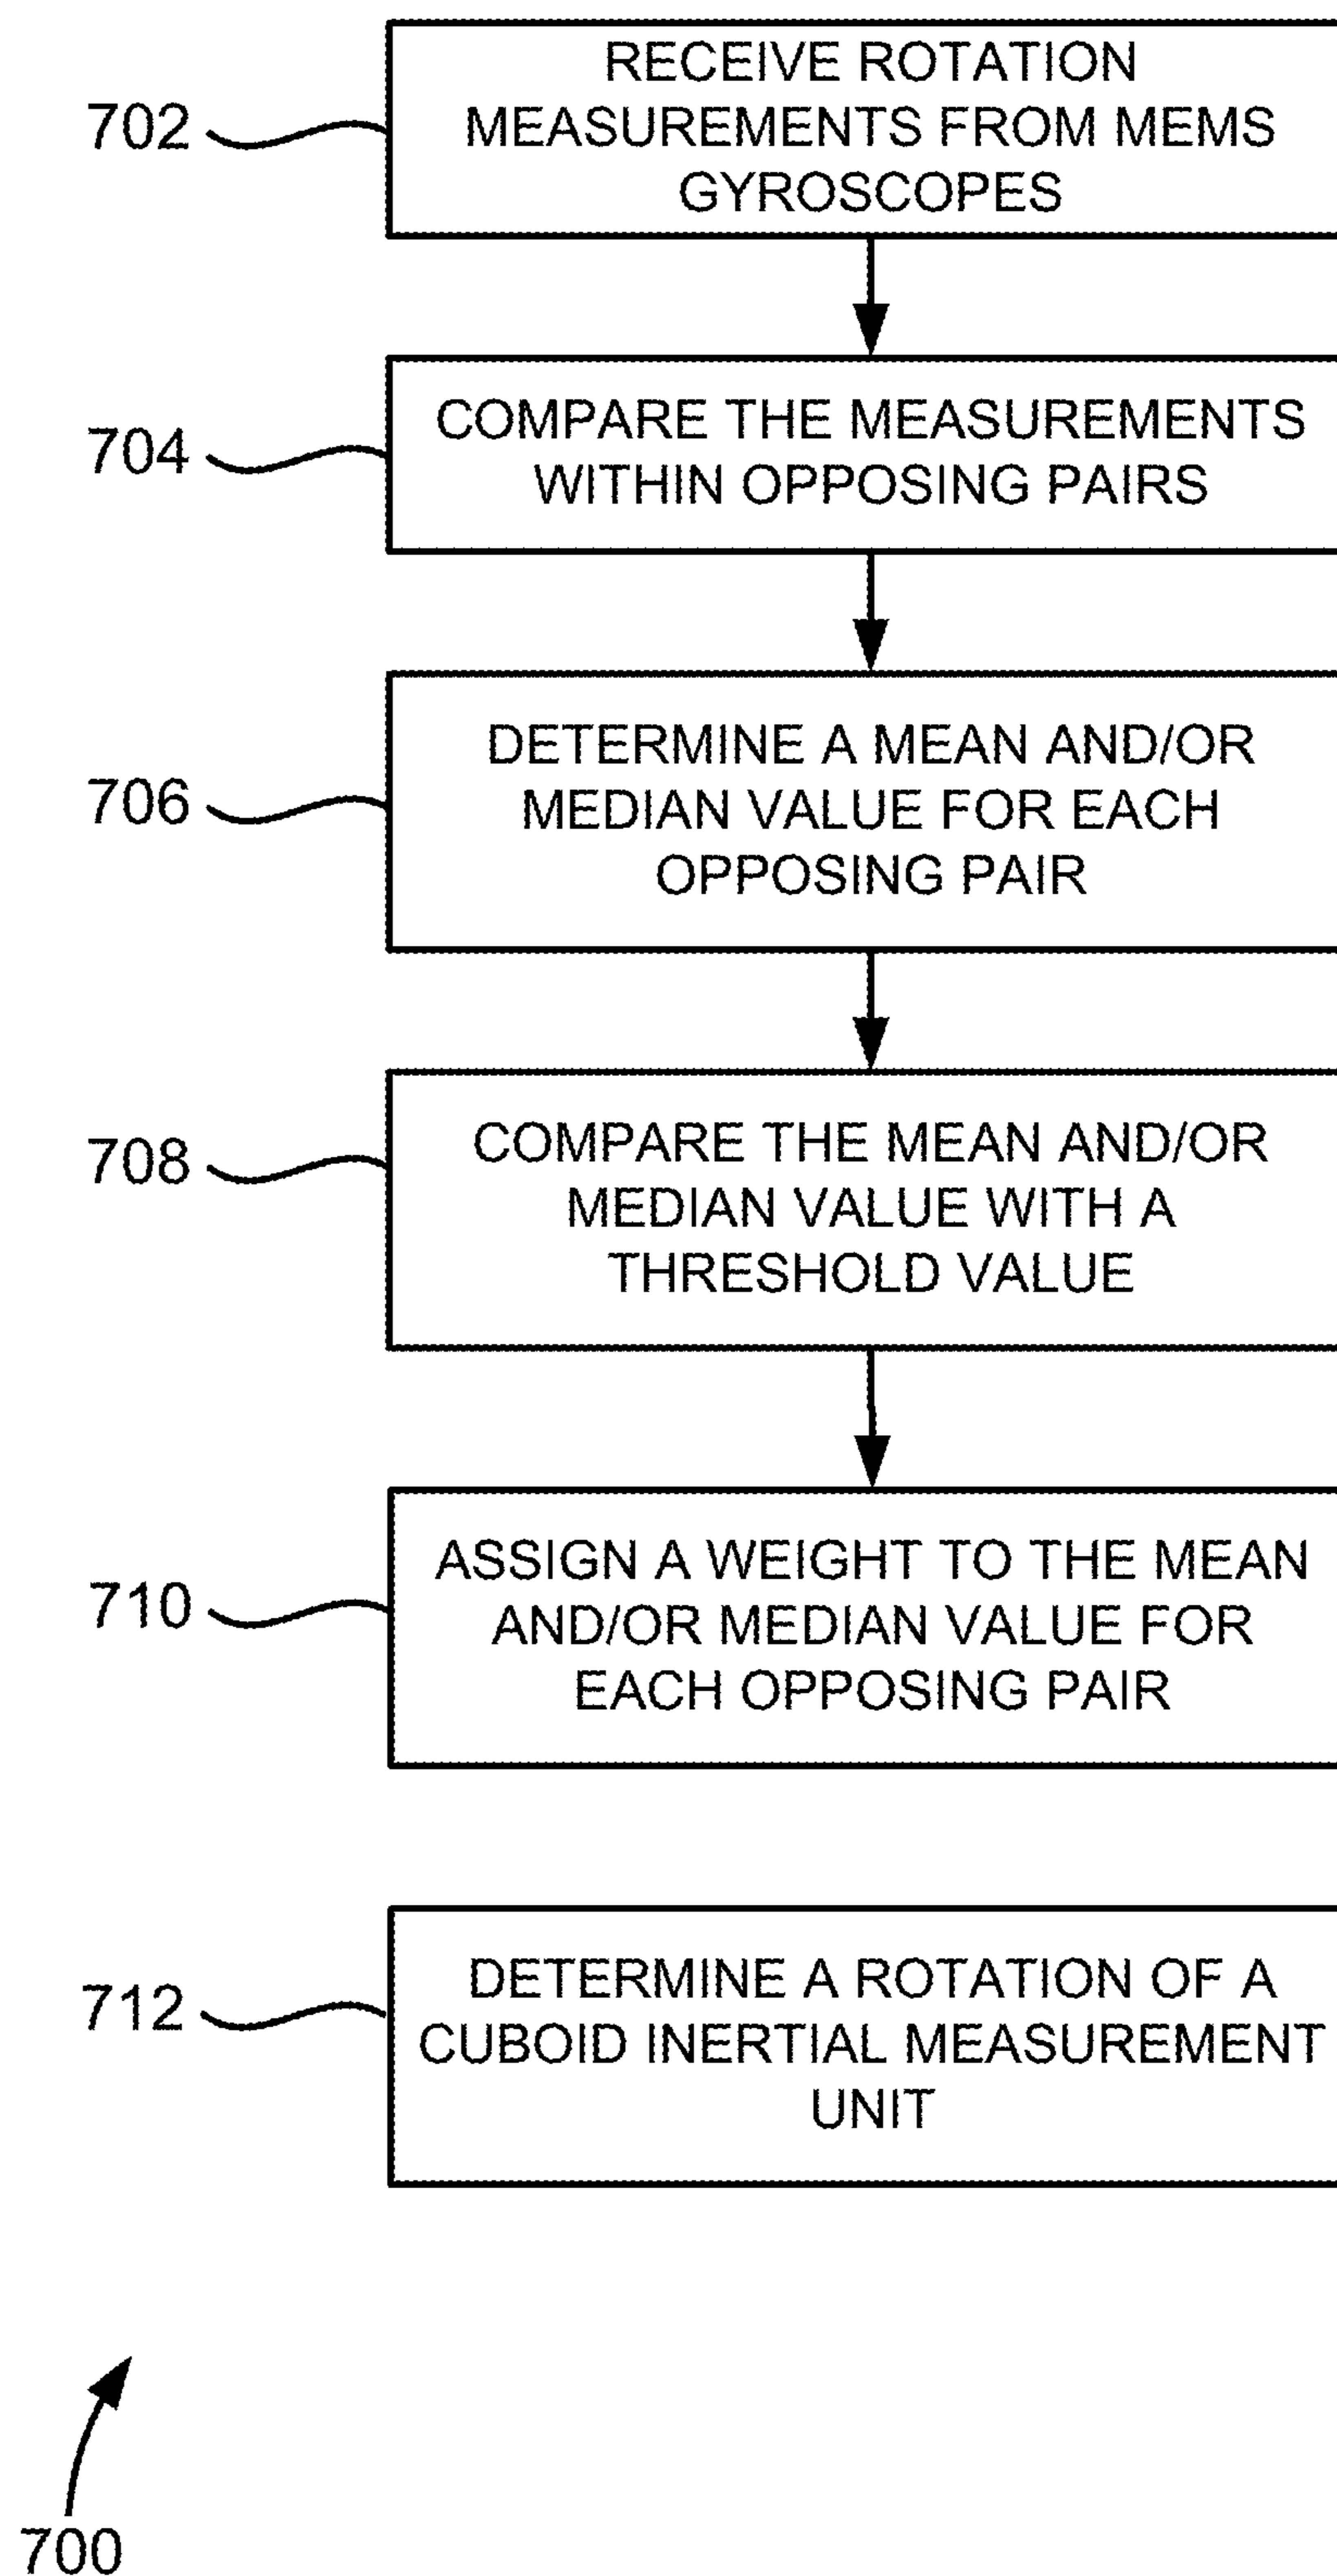 702
RECEIVE ROTATION
MEASUREMENTS FROM MEMS
GYROSCOPES
704
COMPARE THE MEASUREMENTS
WITHIN OPPOSING PAIRS
706
DETERMINE A MEAN AND/OR
MEDIAN VALUE FOR EACH
OPPOSING PAIR
708
COMPARE THE MEAN AND/OR
MEDIAN VALUE WITH A
THRESHOLD VALUE
710
ASSIGN A WEIGHT TO THE MEAN
AND/OR MEDIAN VALUE FOR
EACH OPPOSING PAIR
712
DETERMINE A ROTATION OF A
CUBOID INERTIAL MEASUREMENT
UNIT
700